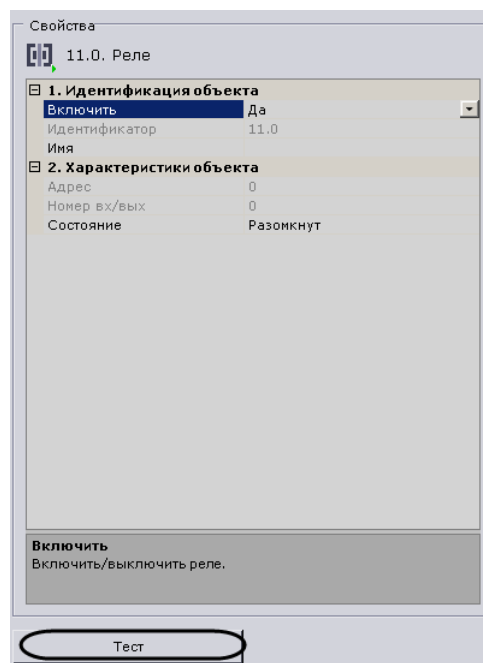 Свойства
11.0. Реле
1. Идентификация объекта
Включить Да
Идентификатор 11.0
Имя
2. Характеристики объекта
Адрес 0
Номер вх/вых 0
Состояние Разомкнут
Включить
Включить/выключить реле.
Тест